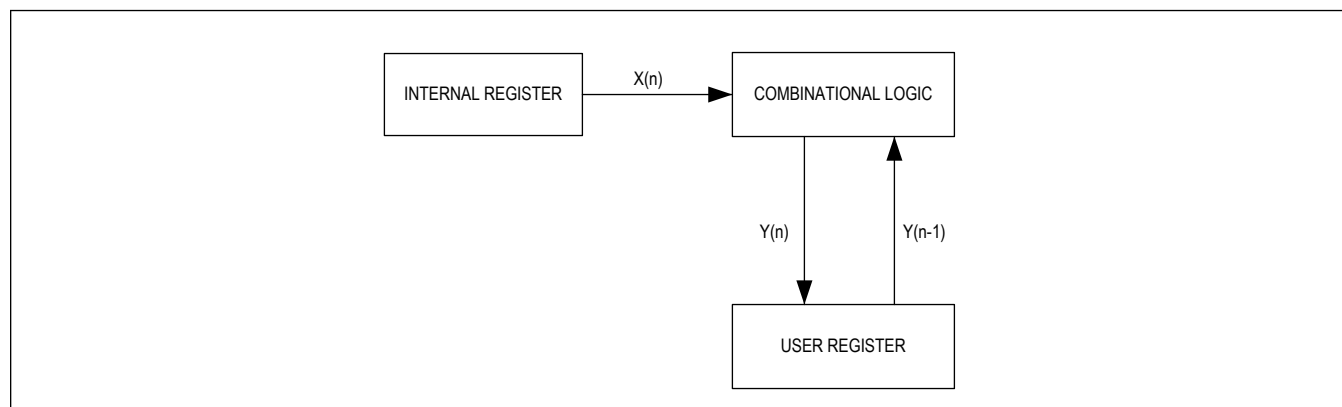 INTERNAL REGISTER
X(n)
COMBINATIONAL LOGIC
Y(n)
Y(n-1)
USER REGISTER